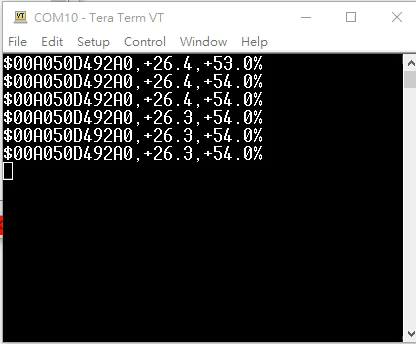 COM10 - Tera Term VT
File Edit Setup Control Window Help
$00A050D492A0,+26.4,+53.0%
$00A050D492A0,+26.4,+54.0%
$00A050D492A0,+26.4,+54.0%
$00A050D492A0,+26.3,+54.0%
$00A050D492A0,+26.3,+54.0%
$00A050D492A0,+26.3,+54.0%